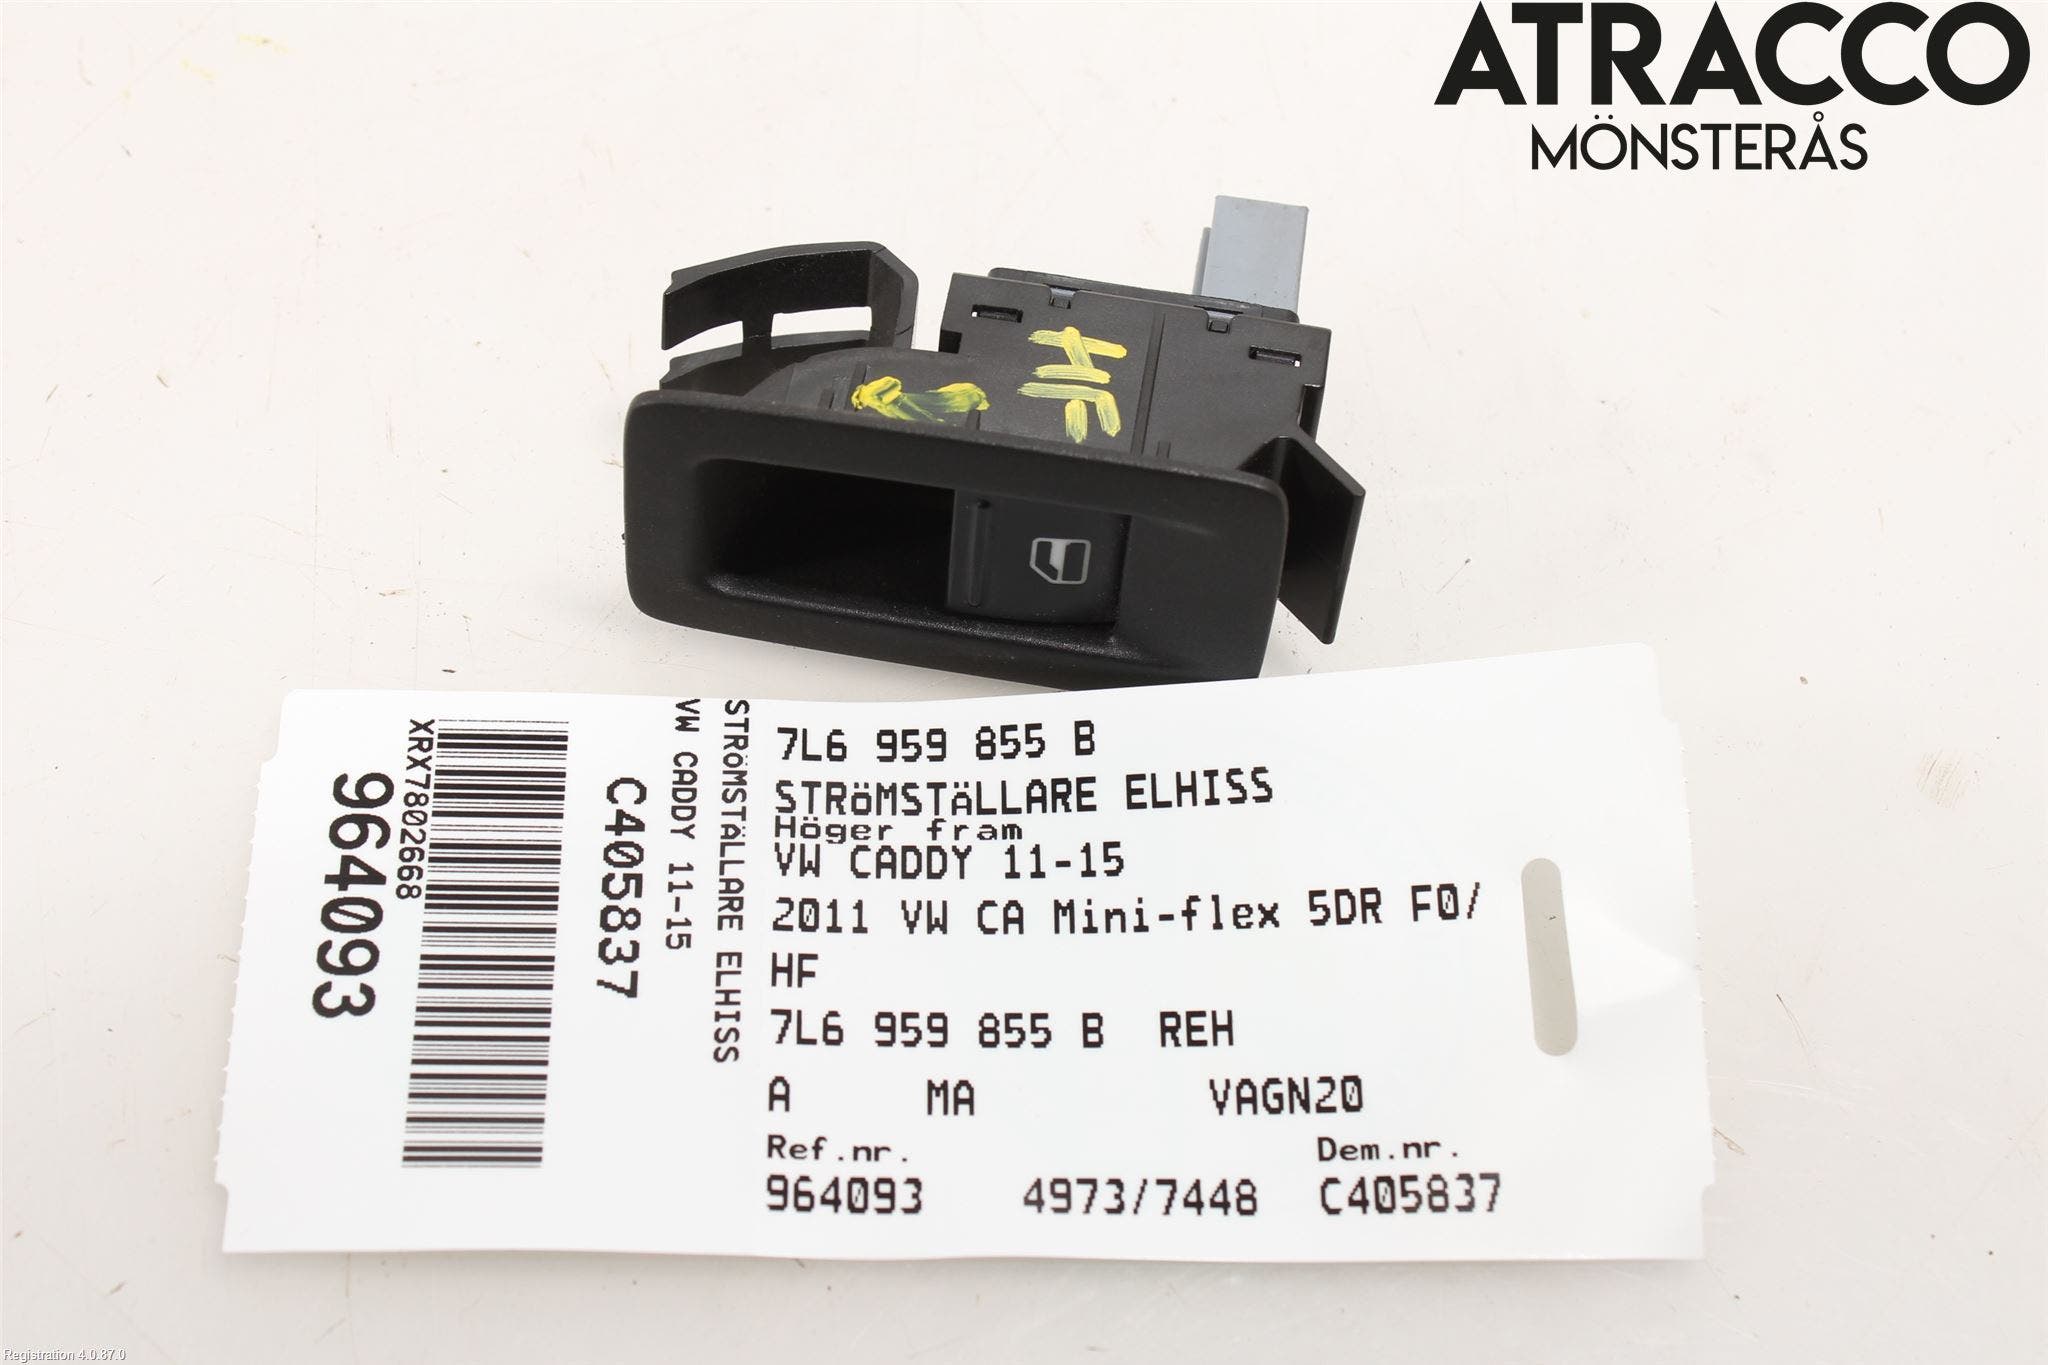 ATRACCO
MÖNSTERÅS
HF
7L6 959 855 B
STRÖMSTÄLLARE ELHISS
Höger fram
VW CADDY 11-15
2011 VW CA Mini-flex 5DR F0/
HF
7L6 959 855 B REH
A MA VAGN20
Ref.nr. Dem.nr.
964093 4973/7448 C405837
STRÖMSTÄLLARE ELHISS
VW CADDY 11-15
C405837
XRX7802668
964093
Registration 4.0.87.0